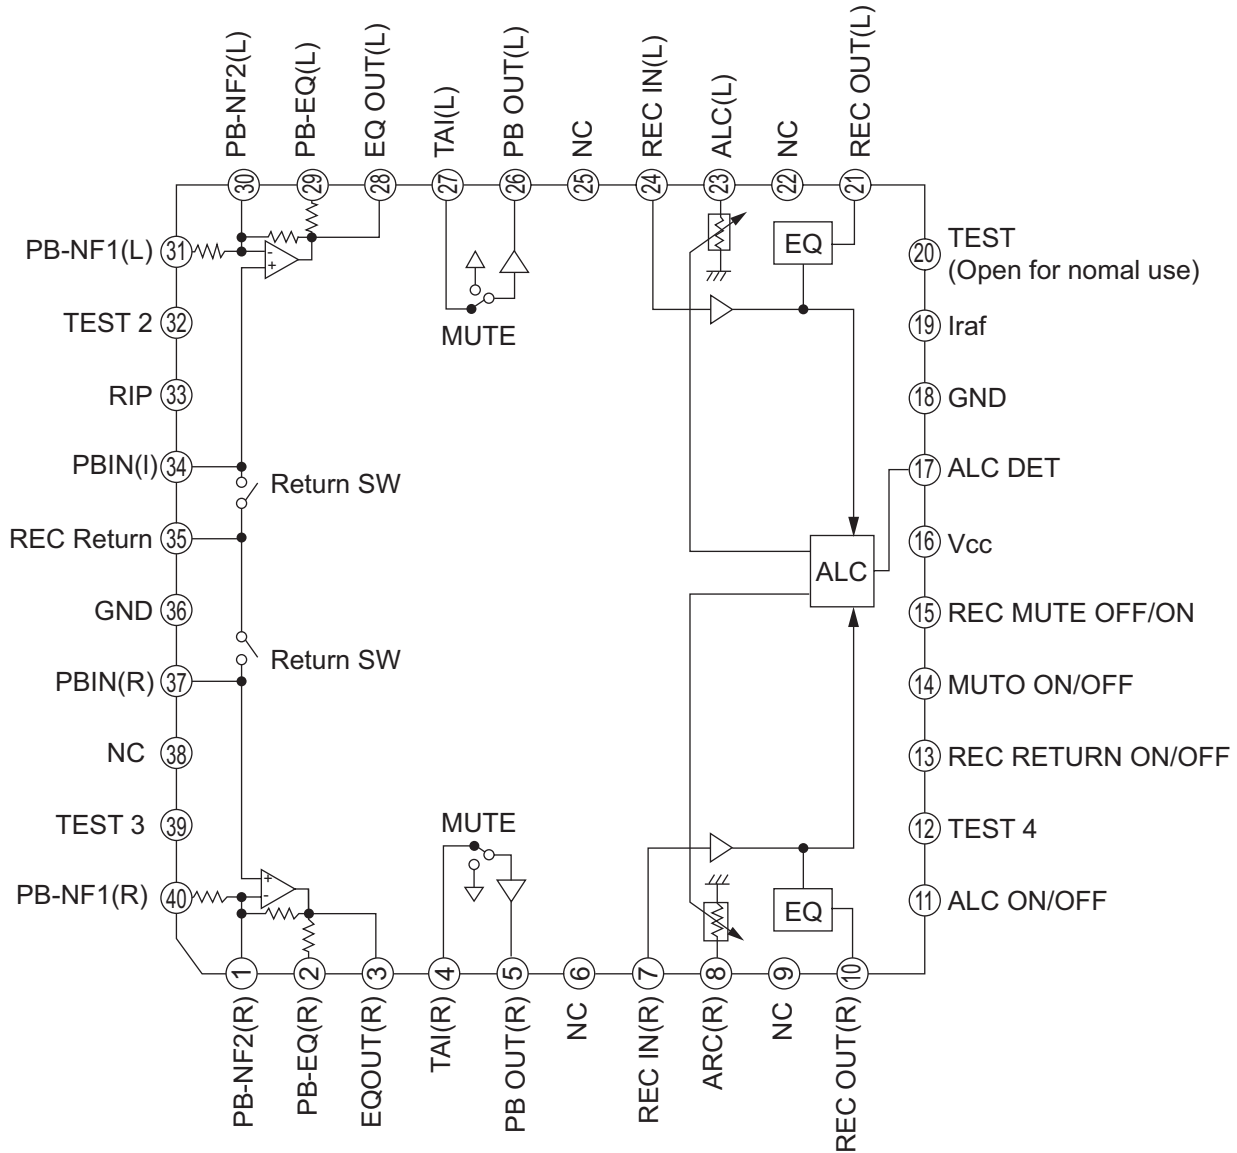 PB-NF2(L)
PB-EQ(L)
EQ OUT(L)
TAI(L)
PB OUT(L)
NC
REC IN(L)
ALC(L)
NC
REC OUT(L)
30
29
28
27
26
25
24
23
22
21
PB-NF1(L) 31
TEST 2 32
RIP 33
PBIN(I) 34
REC Return 35
GND 36
PBIN(R) 37
NC 38
TEST 3 39
PB-NF1(R) 40
-
+
MUTE
EQ
Return SW
Return SW
ALC
MUTE
+
-
EQ
20 TEST
(Open for nomal use)
19 Iraf
18 GND
17 ALC DET
16 Vcc
15 REC MUTE OFF/ON
14 MUTO ON/OFF
13 REC RETURN ON/OFF
12 TEST 4
11 ALC ON/OFF
1
2
3
4
5
6
7
8
9
10
PB-NF2(R)
PB-EQ(R)
EQOUT(R)
TAI(R)
PB OUT(R)
NC
REC IN(R)
ARC(R)
NC
REC OUT(R)